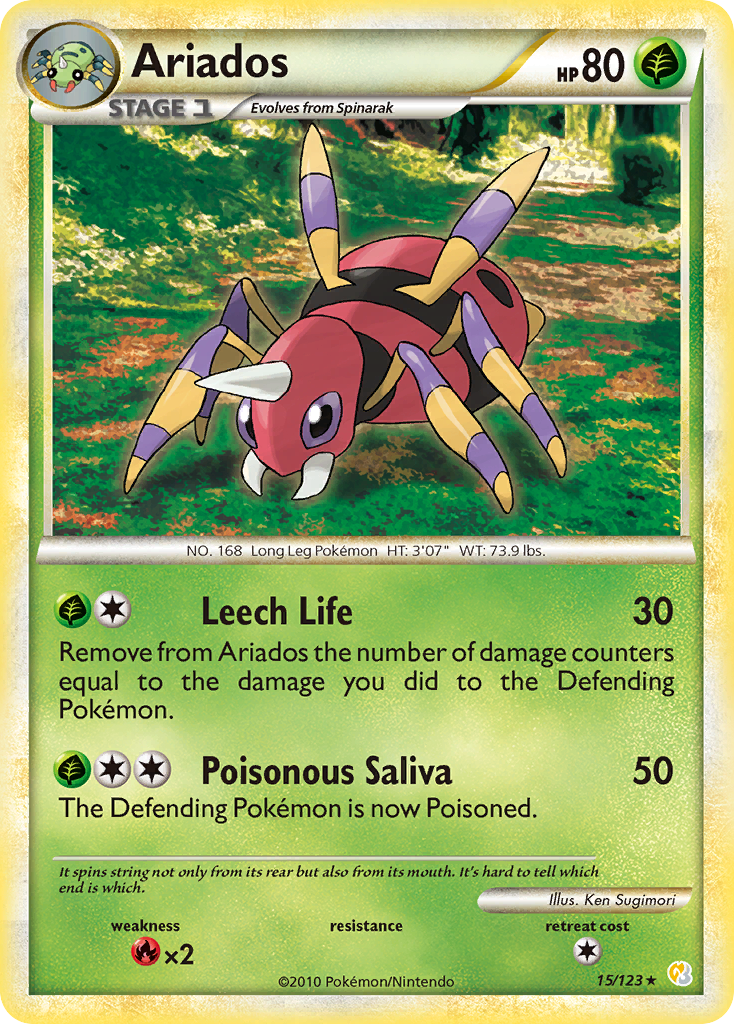 Ariados
HP 80
STAGE 1
Evolves from Spinarak
NO. 168 Long Leg Pokémon HT: 3'07" WT: 73.9 lbs.
Leech Life 30
Remove from Ariados the number of damage counters
equal to the damage you did to the Defending
Pokémon.
Poisonous Saliva 50
The Defending Pokémon is now Poisoned.
It spins string not only from its rear but also from its mouth. It's hard to tell which
end is which.
Illus. Ken Sugimori
weakness resistance retreat cost
×2
©2010 Pokémon/Nintendo
15/123 ★